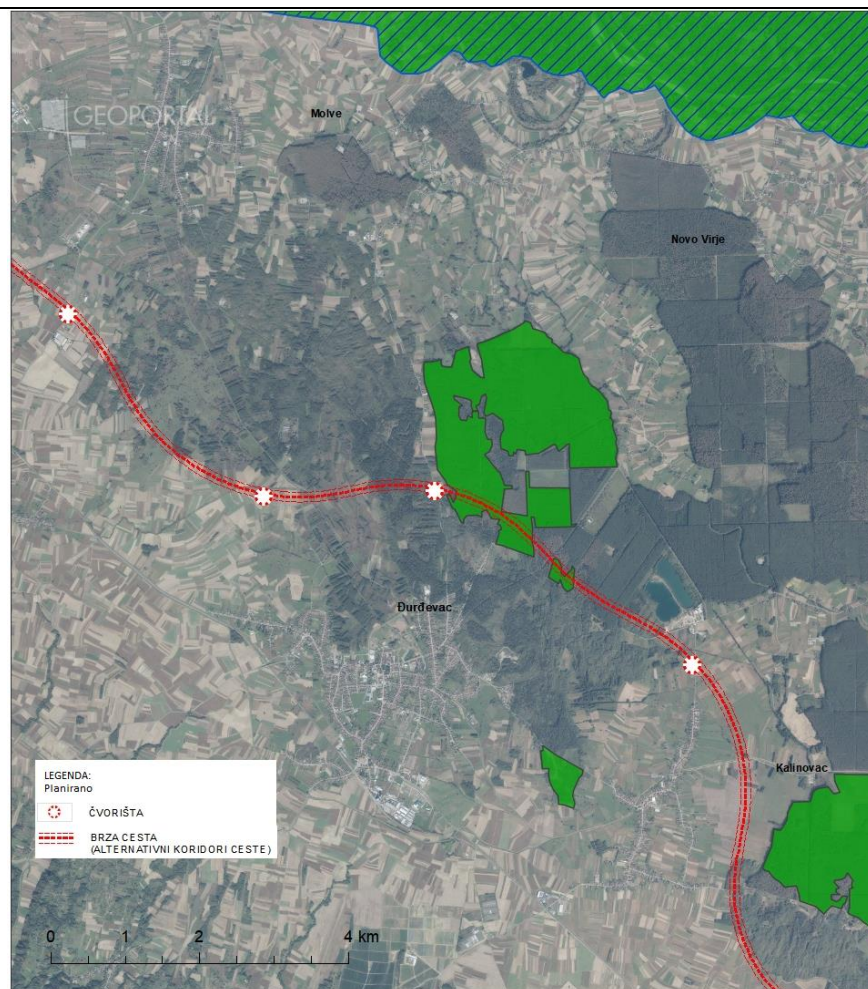 GEOPORTAL
Molve
Novo Virje
Đurđevac
Kalinovac
LEGENDA:
Planirano
ČVORIŠTA
BRZA CESTA
(ALTERNATIVNI KORIDORI CESTE)
0 1 2 4 km